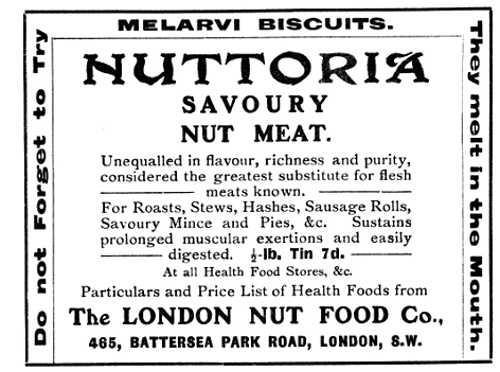 Do not Forget to Try
MELARVI BISCUITS.
They melt in the Mouth.
NUTTORIA
SAVOURY
NUT MEAT.
Unequalled in flavour, richness and purity,
considered the greatest substitute for flesh
meats known.
For Roasts, Stews, Hashes, Sausage Rolls,
Savoury Mince and Pies, &c. Sustains
prolonged muscular exertions and easily
digested. ½-lb. Tin 7d.
At all Health Food Stores, &c.
Particulars and Price List of Health Foods from
The LONDON NUT FOOD Co.,
465, BATTERSEA PARK ROAD, LONDON, S.W.